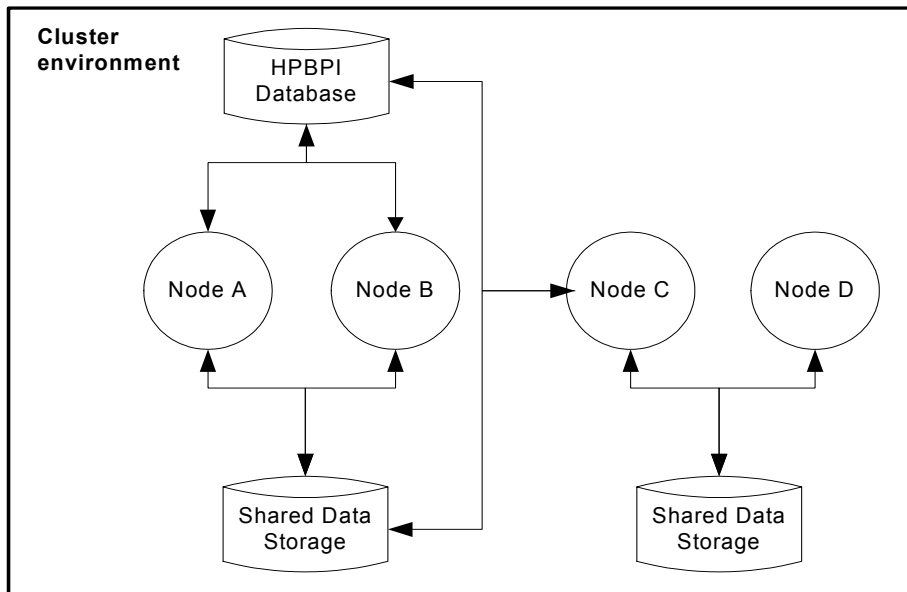 Cluster
environment
HPBPI
Database
Node A
Node B
Node C
Node D
Shared Data
Storage
Shared Data
Storage